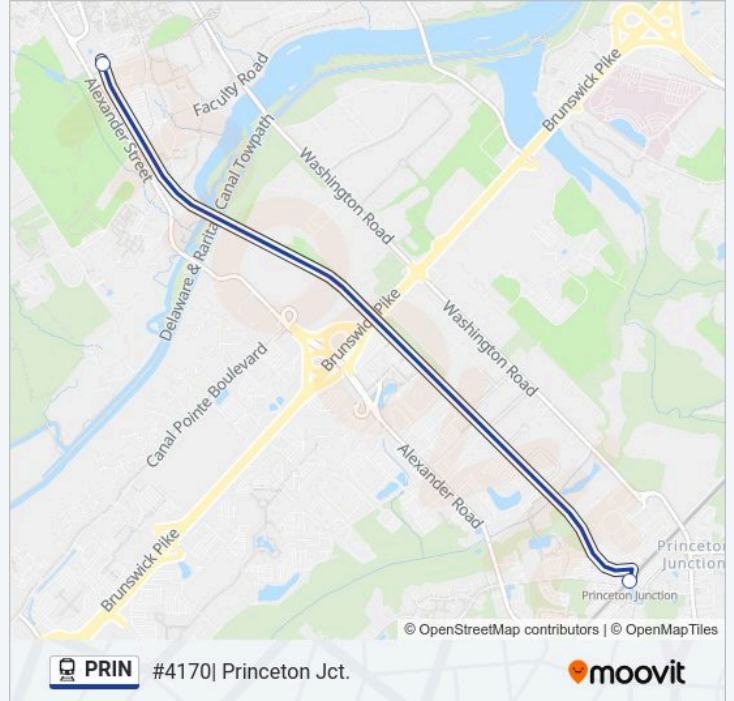 Faculty Road
Brunswick Pike
Alexander Street
Washington Road
Delaware & Raritan Canal Towpath
Brunswick Pike
Washington Road
Canal Pointe Boulevard
Alexander Road
Brunswick Pike
Princeton
Junction
Princeton Junction
© OpenStreetMap contributors | © OpenMapTiles
PRIN #4170| Princeton Jct.
moovit